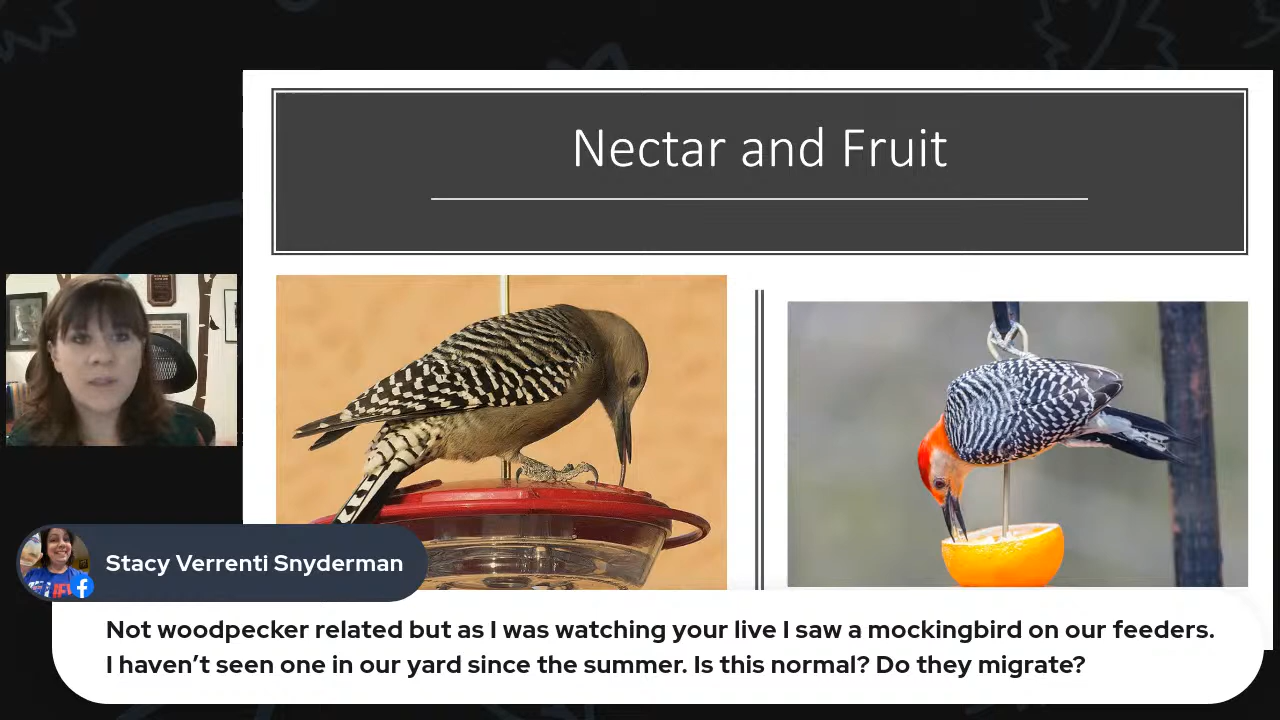 Nectar and Fruit
Stacy Verrenti Snyderman
Not woodpecker related but as I was watching your live I saw a mockingbird on our feeders.
I haven’t seen one in our yard since the summer. Is this normal? Do they migrate?